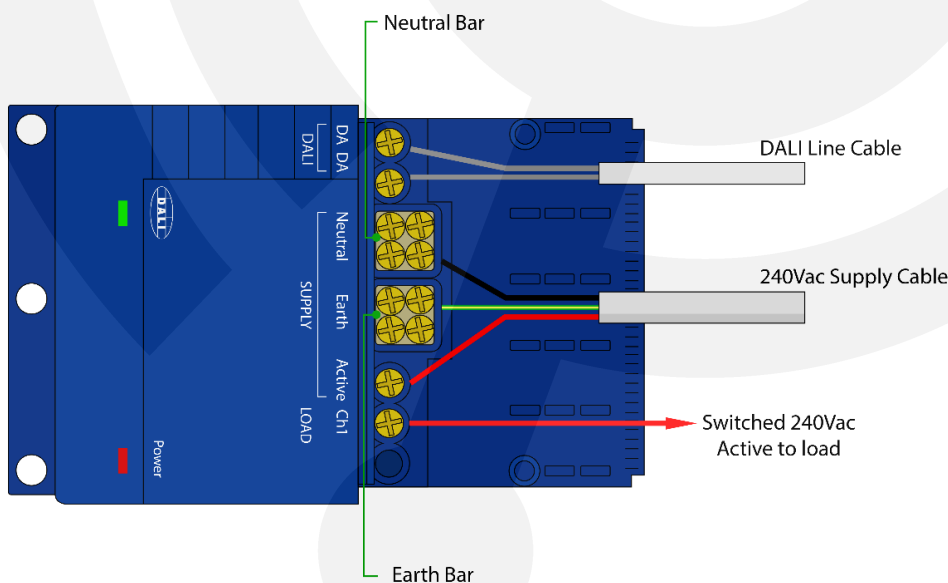 Neutral Bar
DA DA
DALI
DALI Line Cable
DALI
Neutral
Earth
Active
SUPPLY
240Vac Supply Cable
Ch1
LOAD
Switched 240Vac
Active to load
Power
Earth Bar